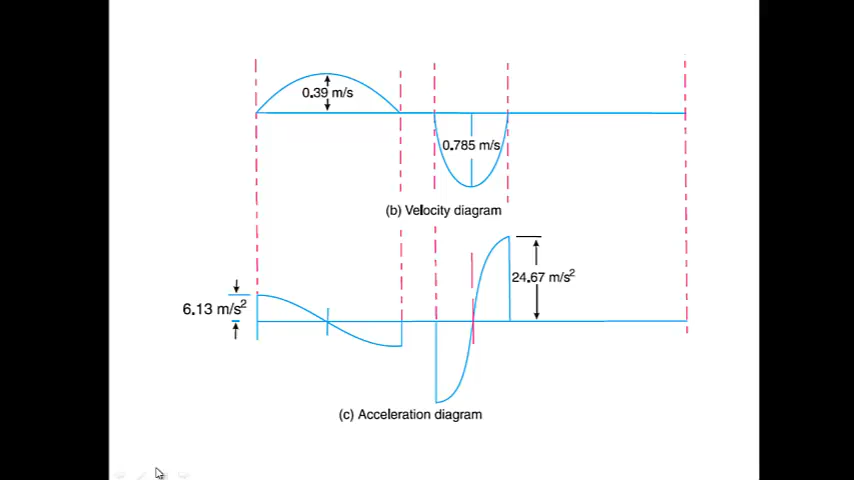 0.39 m/s
0.785 m/s
(b) Velocity diagram
24.67 m/s²
6.13 m/s²
(c) Acceleration diagram